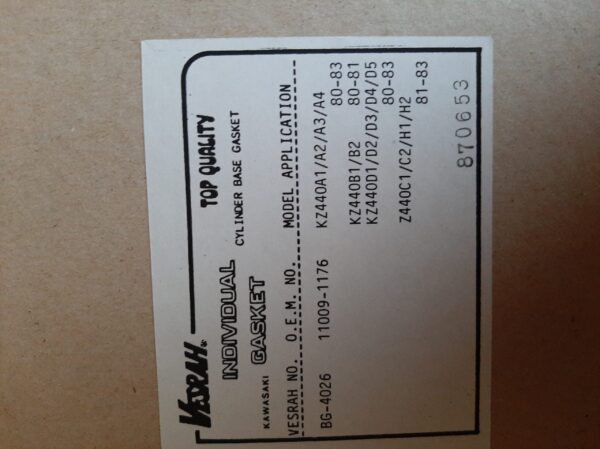 VESRAH
INDIVIDUAL TOP QUALITY
KAWASAKI GASKET CYLINDER BASE GASKET
VESRAH NO. O.E.M. NO. MODEL APPLICATION
BG-4026 11009-1176 KZ440A1/A2/A3/A4
80-83
KZ440B1/B2 80-81
KZ440D1/D2/D3/D4/D5
80-83
Z440C1/C2/H1/H2
81-83
870653